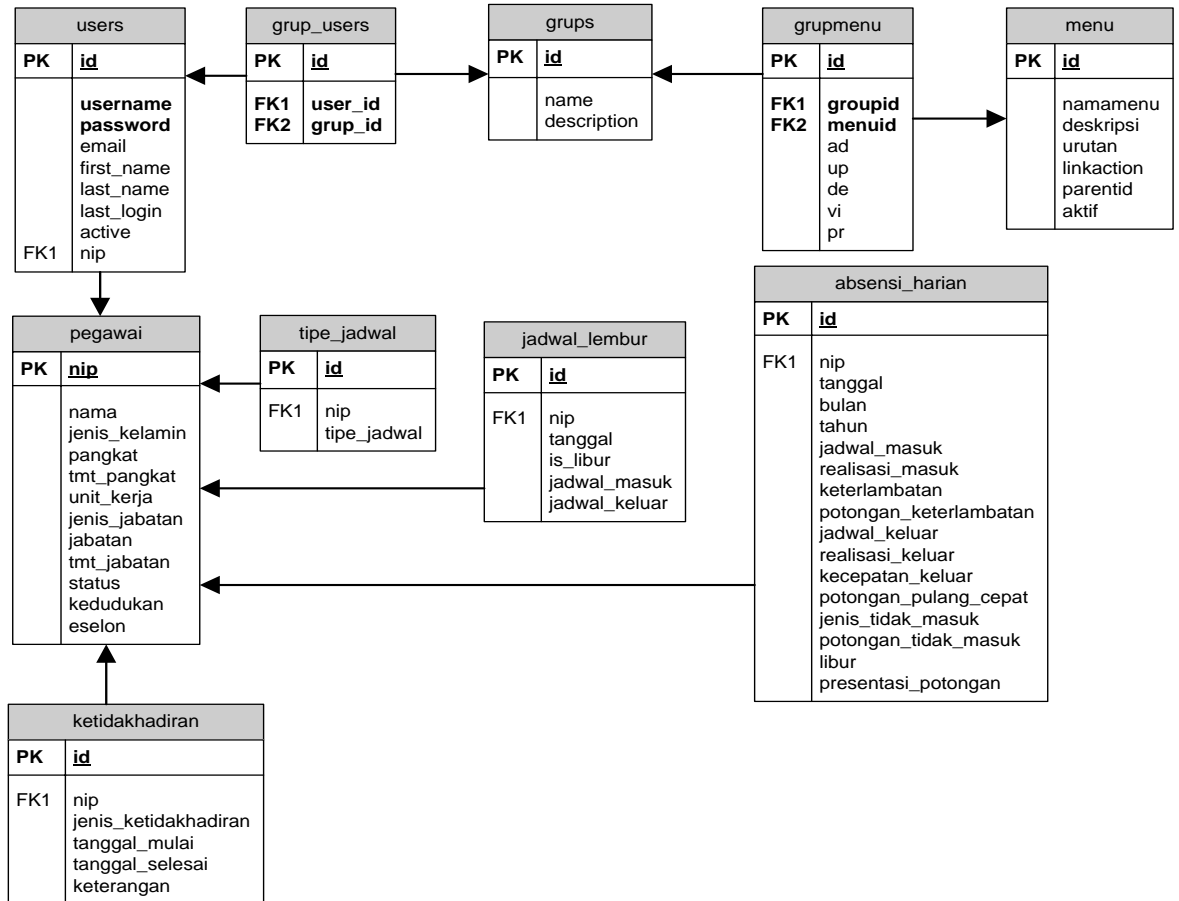 users
PK id
username
password
email
first_name
last_name
last_login
active
FK1 nip
grup_users
PK id
FK1 user_id
FK2 grup_id
grups
PK id
name
description
grupmenu
PK id
FK1 groupid
FK2 menuid
ad
up
de
vi
pr
menu
PK id
namamenu
deskripsi
urutan
linkaction
parentid
aktif
pegawai
PK nip
nama
jenis_kelamin
pangkat
tmt_pangkat
unit_kerja
jenis_jabatan
jabatan
tmt_jabatan
status
kedudukan
eselon
tipe_jadwal
PK id
FK1 nip
tipe_jadwal
jadwal_lembur
PK id
FK1 nip
tanggal
is_libur
jadwal_masuk
jadwal_keluar
absensi_harian
PK id
FK1 nip
tanggal
bulan
tahun
jadwal_masuk
realisasi_masuk
keterlambatan
potongan_keterlambatan
jadwal_keluar
realisasi_keluar
kecepatan_keluar
potongan_pulang_cepat
jenis_tidak_masuk
potongan_tidak_masuk
libur
presentasi_potongan
ketidakhadiran
PK id
FK1 nip
jenis_ketidakhadiran
tanggal_mulai
tanggal_selesai
keterangan